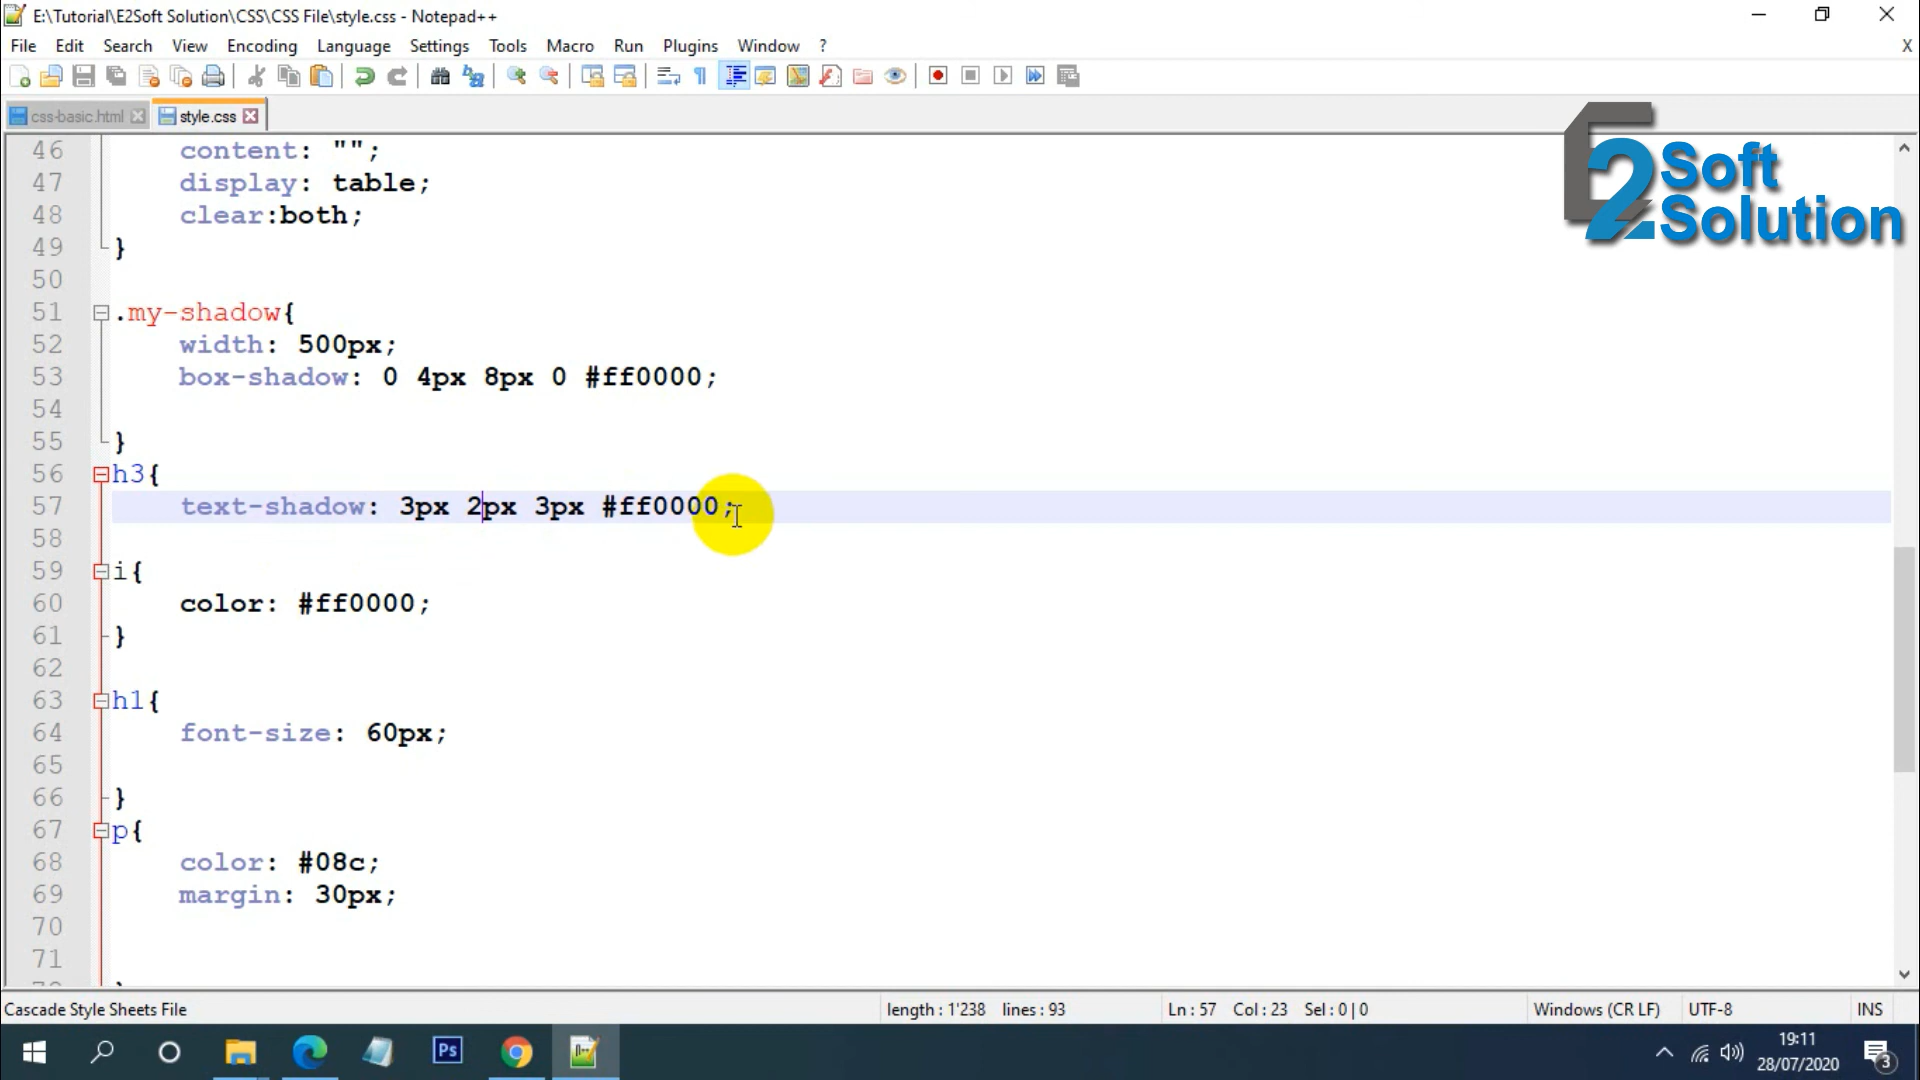 E:\Tutorial\E2Soft Solution\CSS\CSS File\style.css - Notepad++
File Edit Search View Encoding Language Settings Tools Macro Run Plugins Window ? X
css-basic.html style.css
E2 Soft Solution
46 content: "";
47 display: table;
48 clear:both;
49 }
50
51 .my-shadow{
52 width: 500px;
53 box-shadow: 0 4px 8px 0 #ff0000;
54
55 }
56 h3{
57 text-shadow: 3px 2px 3px #ff0000;
58
59 i{
60 color: #ff0000;
61 }
62
63 h1{
64 font-size: 60px;
65
66 }
67 p{
68 color: #08c;
69 margin: 30px;
70
71
Cascade Style Sheets File length : 1'238 lines : 93 Ln : 57 Col : 23 Sel : 0 | 0 Windows (CR LF) UTF-8 INS
Ps 19:11
28/07/2020 3